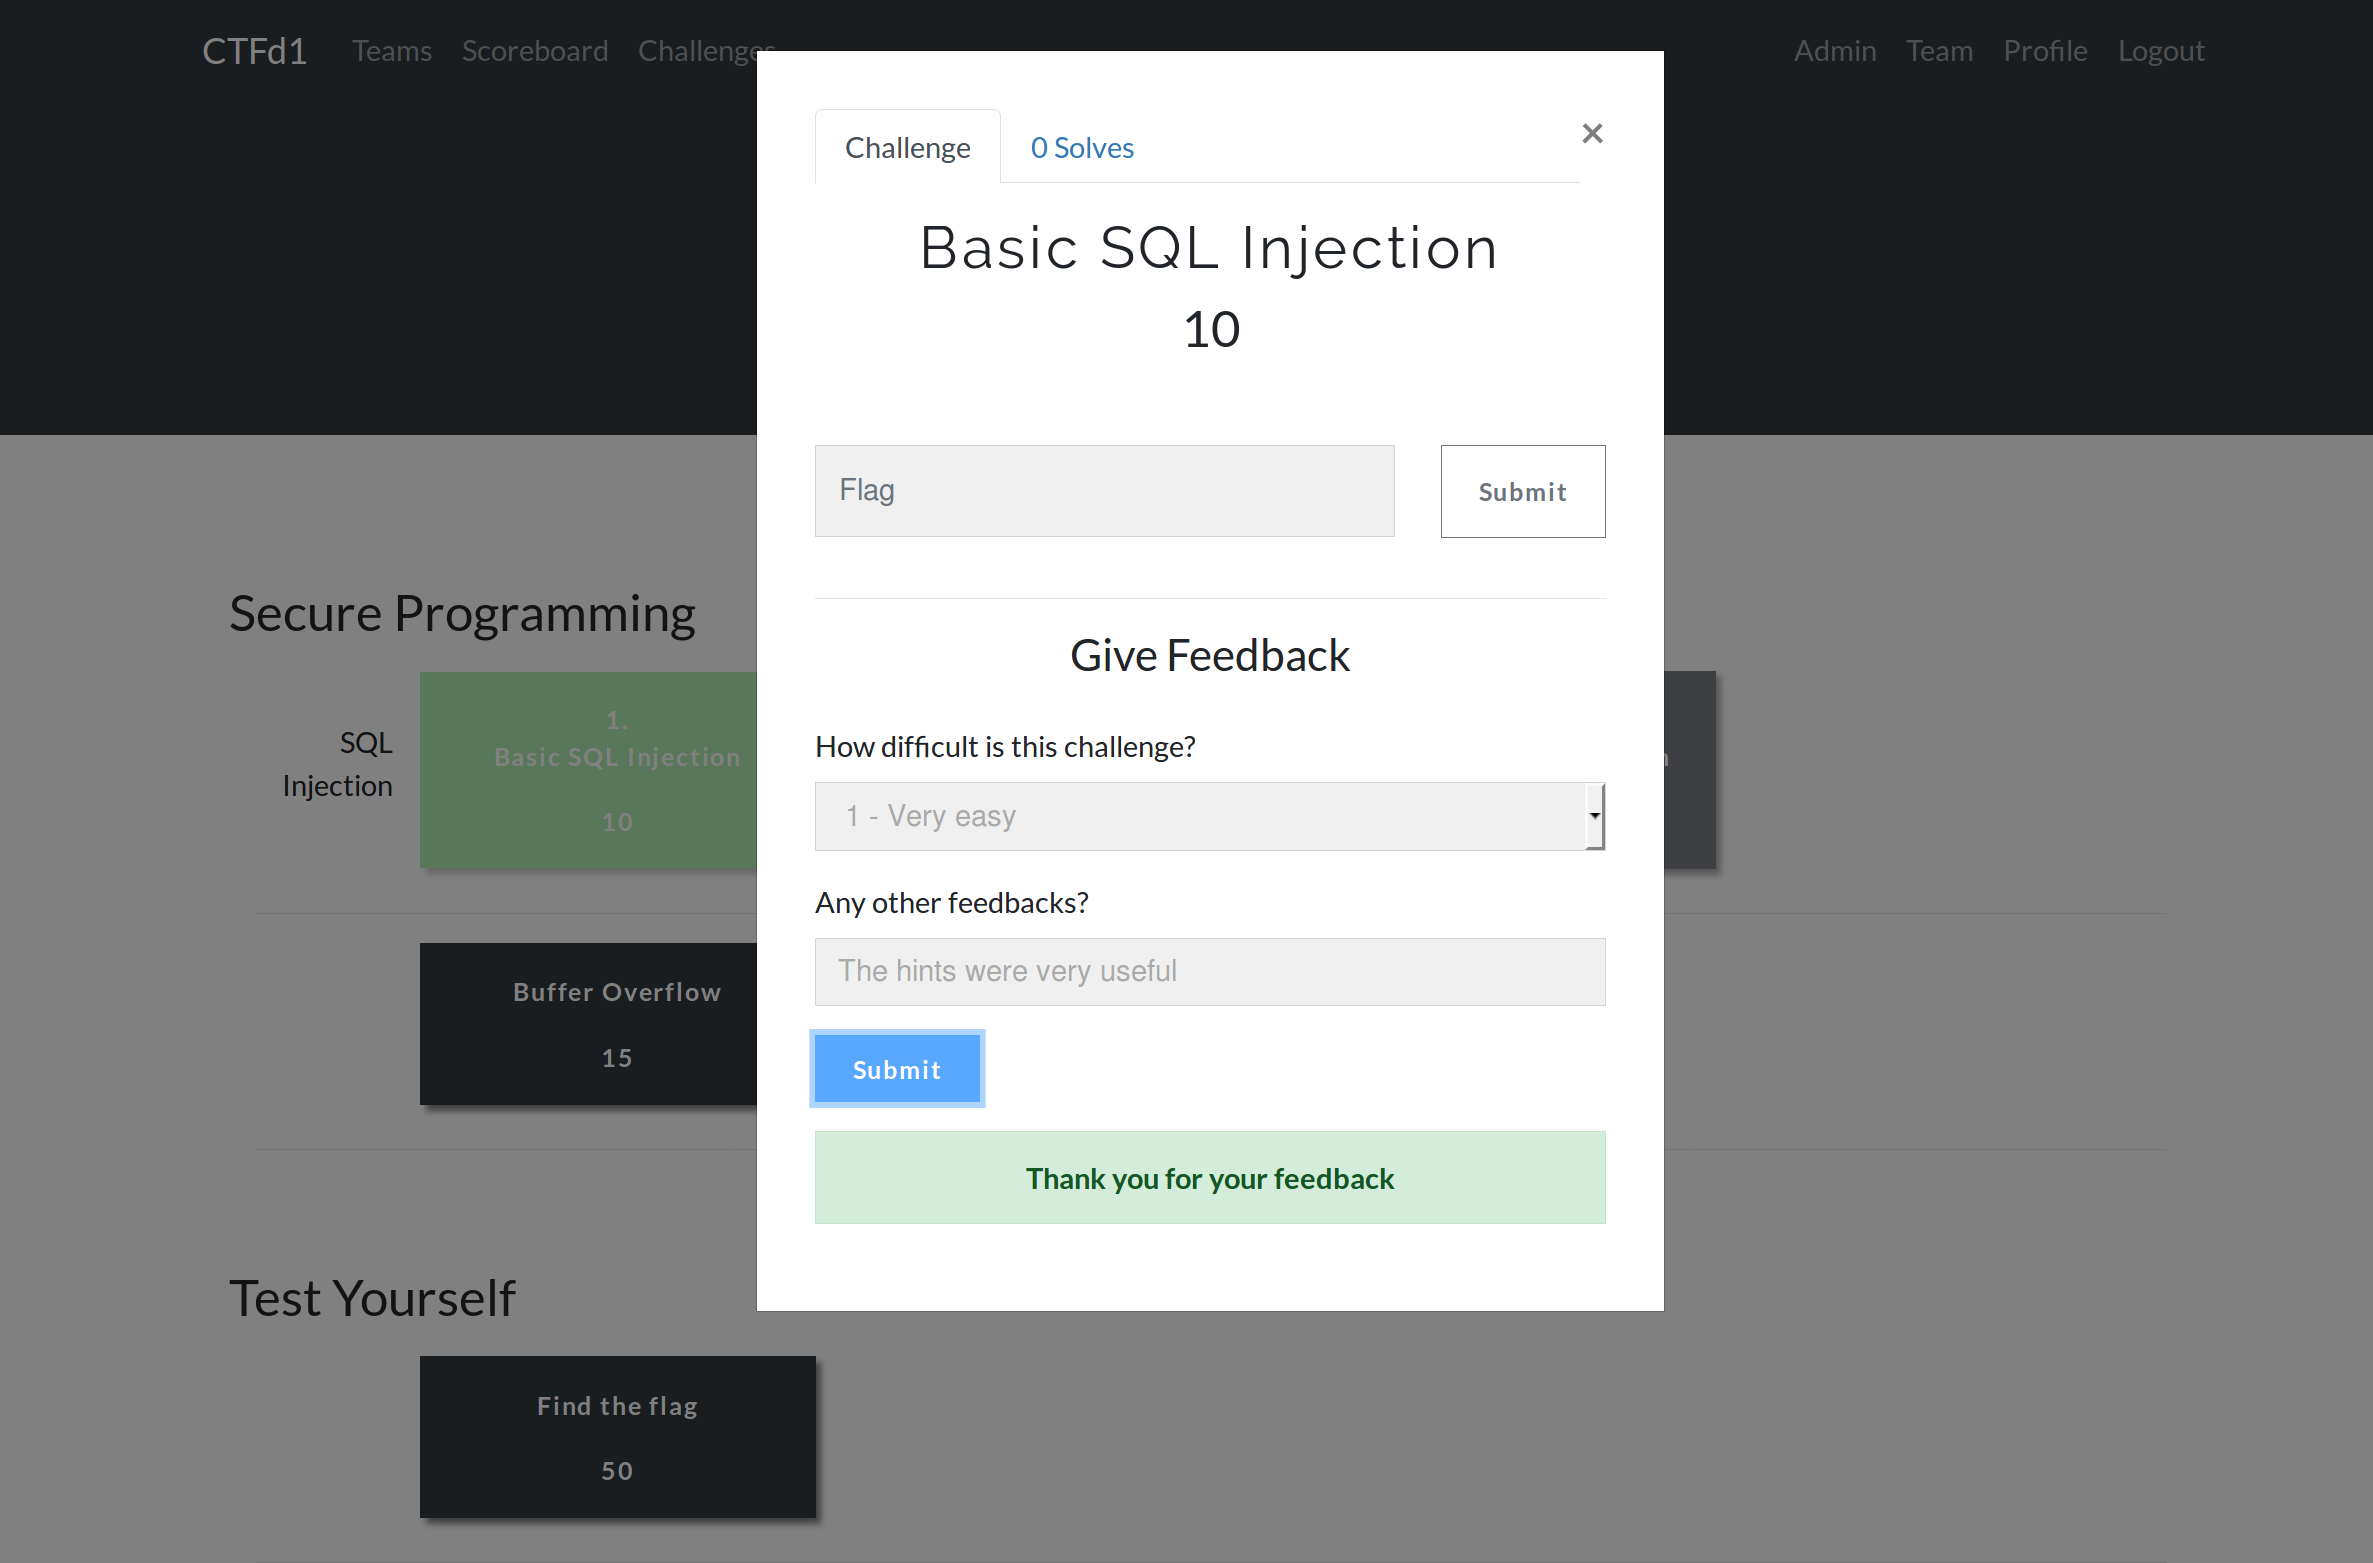 CTFd1 Teams Scoreboard Challenges Admin Team Profile Logout
Challenge 0 Solves ×
Basic SQL Injection
10
Flag Submit
Give Feedback
How difficult is this challenge?
1 - Very easy
Any other feedbacks?
The hints were very useful
Submit
Thank you for your feedback
Secure Programming
SQL
Injection
1.
Basic SQL Injection
10
Buffer Overflow
15
Test Yourself
Find the flag
50